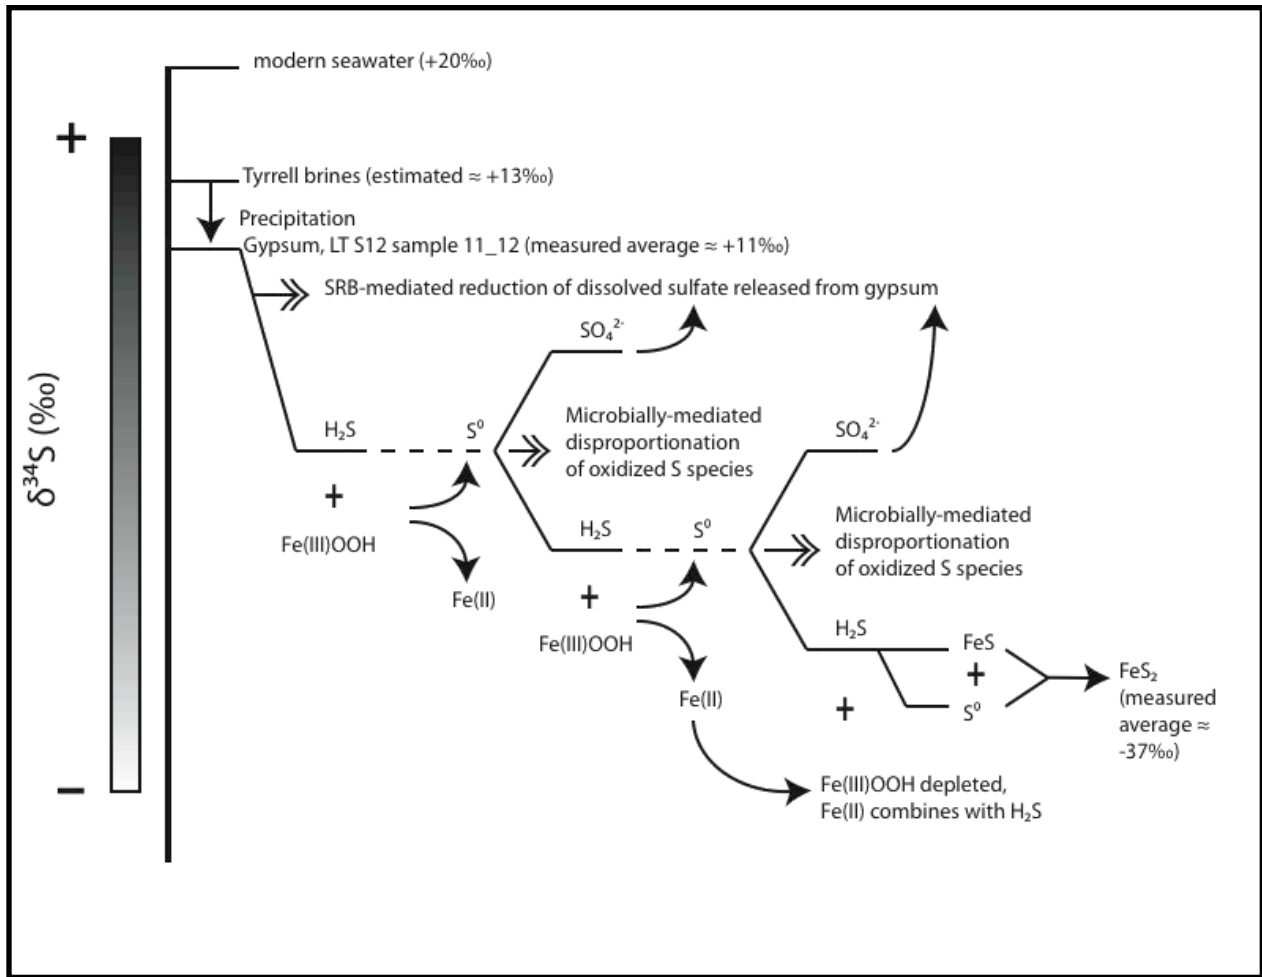 modern seawater (+20‰)
+
Tyrrell brines (estimated ≈ +13‰)
Precipitation
Gypsum, LT S12 sample 11_12 (measured average ≈ +11‰)
SRB-mediated reduction of dissolved sulfate released from gypsum
δ³⁴S (‰)
SO₄²⁻
H₂S
S⁰
Microbially-mediated
disproportionation
of oxidized S species
SO₄²⁻
+
Fe(III)OOH
Fe(II)
H₂S
S⁰
Microbially-mediated
disproportionation
of oxidized S species
+
Fe(III)OOH
Fe(II)
H₂S
FeS
+
S⁰
+
FeS₂
(measured
average ≈
-37‰)
–
Fe(III)OOH depleted,
Fe(II) combines with H₂S